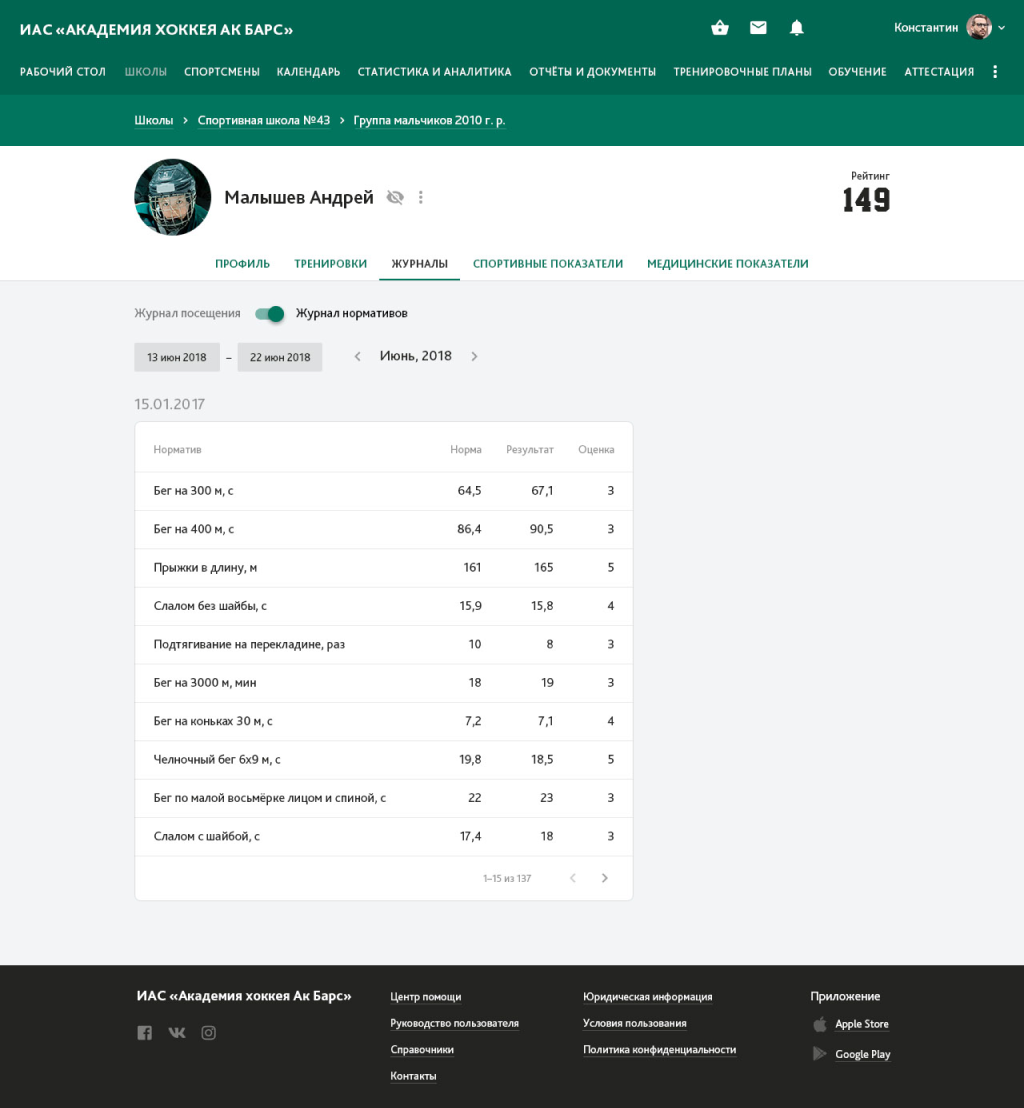 ИАС «АКАДЕМИЯ ХОККЕЯ АК БАРС»
Константин
РАБОЧИЙ СТОЛ ШКОЛЫ СПОРТСМЕНЫ КАЛЕНДАРЬ СТАТИСТИКА И АНАЛИТИКА ОТЧЁТЫ И ДОКУМЕНТЫ ТРЕНИРОВОЧНЫЕ ПЛАНЫ ОБУЧЕНИЕ АТТЕСТАЦИЯ
Школы > Спортивная школа №43 > Группа мальчиков 2010 г. р.
Малышев Андрей
Рейтинг
149
ПРОФИЛЬ ТРЕНИРОВКИ ЖУРНАЛЫ СПОРТИВНЫЕ ПОКАЗАТЕЛИ МЕДИЦИНСКИЕ ПОКАЗАТЕЛИ
Журнал посещения Журнал нормативов
13 июн 2018 – 22 июн 2018 Июнь, 2018
15.01.2017
Норматив Норма Результат Оценка
Бег на 300 м, с 64,5 67,1 3
Бег на 400 м, с 86,4 90,5 3
Прыжки в длину, м 161 165 5
Слалом без шайбы, с 15,9 15,8 4
Подтягивание на перекладине, раз 10 8 3
Бег на 3000 м, мин 18 19 3
Бег на коньках 30 м, с 7,2 7,1 4
Челночный бег 6х9 м, с 19,8 18,5 5
Бег по малой восьмёрке лицом и спиной, с 22 23 3
Слалом с шайбой, с 17,4 18 3
1–15 из 137
ИАС «Академия хоккея Ак Барс»
Центр помощи
Руководство пользователя
Справочники
Контакты
Юридическая информация
Условия пользования
Политика конфиденциальности
Приложение
Apple Store
Google Play